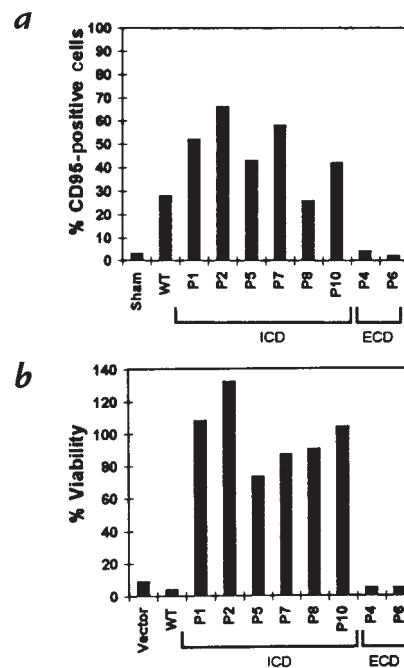 a
% CD95-positive cells
100
90
80
70
60
50
40
30
20
10
0
Sham WT P1 P2 P5 P7 P8 P10 P4 P6
ICD ECD
b
% Viability
140
120
100
80
60
40
20
0
Vector WT P1 P2 P5 P7 P8 P10 P4 P6
ICD ECD